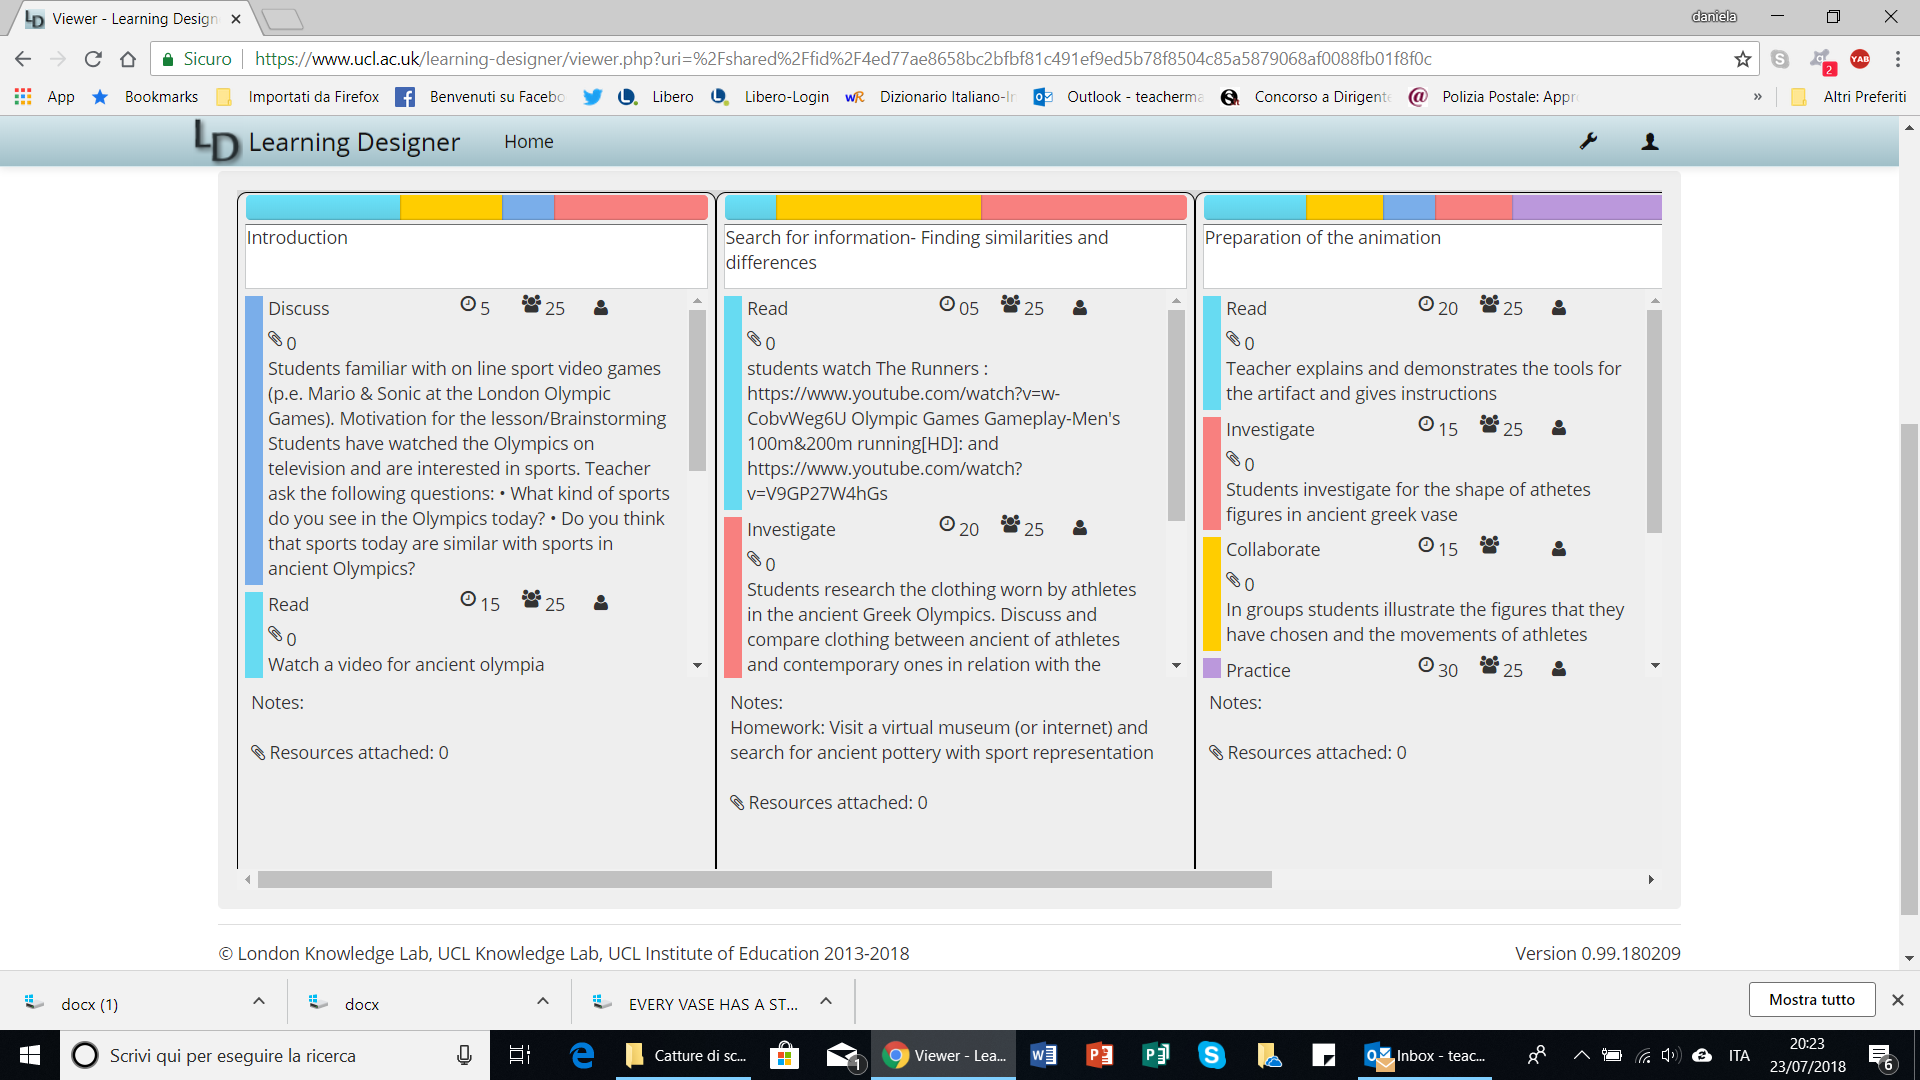 Viewer - Learning Design
daniela
Sicuro
https://www.ucl.ac.uk/learning-designer/viewer.php?uri=%2Fshared%2Ffid%2F4ed77ae8658bc2bfbf81c491ef9ed5b78f8504c85a5879068af0088fb01f8f0c
2
YAB
App
Bookmarks
Importati da Firefox
Benvenuti su Facebo
Libero
Libero-Login
Dizionario Italiano-I
Outlook - teacherma
Concorso a Dirigent
Polizia Postale: Appr
»
Altri Preferiti
LD Learning Designer
Home
Introduction
Discuss 5 25
0
Students familiar with on line sport video games
(p.e. Mario & Sonic at the London Olympic
Games). Motivation for the lesson/Brainstorming
Students have watched the Olympics on
television and are interested in sports. Teacher
ask the following questions: • What kind of sports
do you see in the Olympics today? • Do you think
that sports today are similar with sports in
ancient Olympics?
Read 15 25
0
Watch a video for ancient olympia
Notes:
Resources attached: 0
Search for information- Finding similarities and
differences
Read 05 25
0
students watch The Runners :
https://www.youtube.com/watch?v=w-
CobvWeg6U Olympic Games Gameplay-Men's
100m&200m running[HD]: and
https://www.youtube.com/watch?
v=V9GP27W4hGs
Investigate 20 25
0
Students research the clothing worn by athletes
in the ancient Greek Olympics. Discuss and
compare clothing between ancient of athletes
and contemporary ones in relation with the
Notes:
Homework: Visit a virtual museum (or internet) and
search for ancient pottery with sport representation
Resources attached: 0
Preparation of the animation
Read 20 25
0
Teacher explains and demonstrates the tools for
the artifact and gives instructions
Investigate 15 25
0
Students investigate for the shape of athetes
figures in ancient greek vase
Collaborate 15
0
In groups students illustrate the figures that they
have chosen and the movements of athletes
Practice 30 25
Notes:
Resources attached: 0
© London Knowledge Lab, UCL Knowledge Lab, UCL Institute of Education 2013-2018
Version 0.99.180209
docx (1)
docx
EVERY VASE HAS A ST...
Mostra tutto
Scrivi qui per eseguire la ricerca
Catture di sc...
1
Viewer - Lea...
Inbox - teac...
ITA
20:23
23/07/2018
6